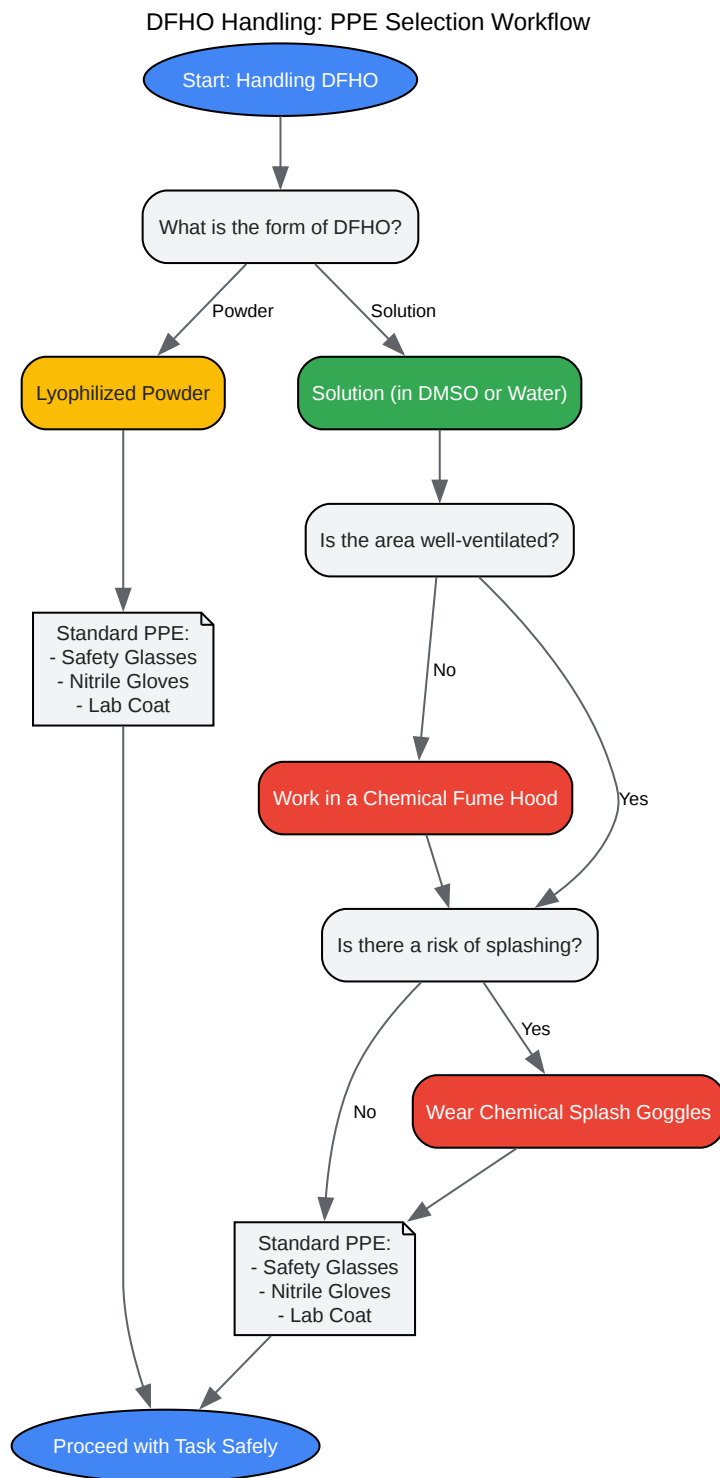 DFHO Handling: PPE Selection Workflow
Start: Handling DFHO
What is the form of DFHO?
Powder
Solution
Lyophilized Powder
Solution (in DMSO or Water)
Is the area well-ventilated?
Standard PPE:
- Safety Glasses
- Nitrile Gloves
- Lab Coat
No
Work in a Chemical Fume Hood
Yes
Is there a risk of splashing?
Yes
No
Wear Chemical Splash Goggles
Standard PPE:
- Safety Glasses
- Nitrile Gloves
- Lab Coat
Proceed with Task Safely